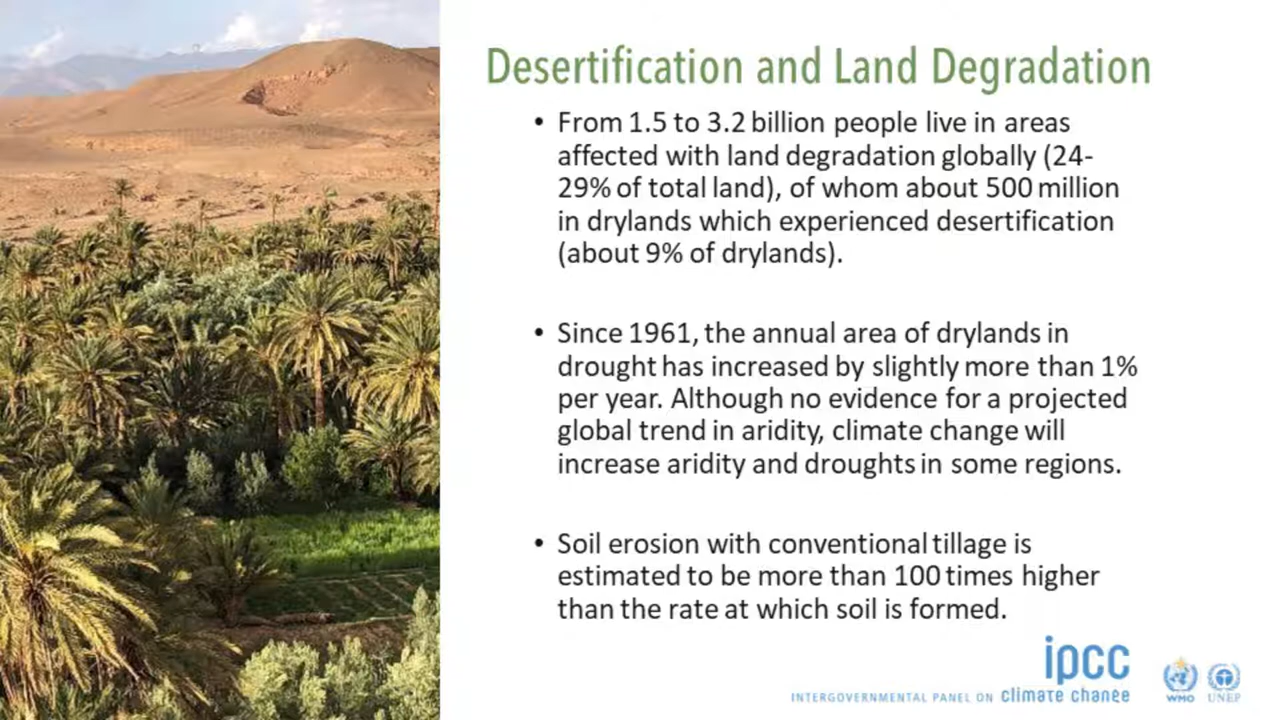 Desertification and Land Degradation
• From 1.5 to 3.2 billion people live in areas
affected with land degradation globally (24-
29% of total land), of whom about 500 million
in drylands which experienced desertification
(about 9% of drylands).
• Since 1961, the annual area of drylands in
drought has increased by slightly more than 1%
per year. Although no evidence for a projected
global trend in aridity, climate change will
increase aridity and droughts in some regions.
• Soil erosion with conventional tillage is
estimated to be more than 100 times higher
than the rate at which soil is formed.
ipcc
INTERGOVERNMENTAL PANEL ON climate change
WMO UNEP